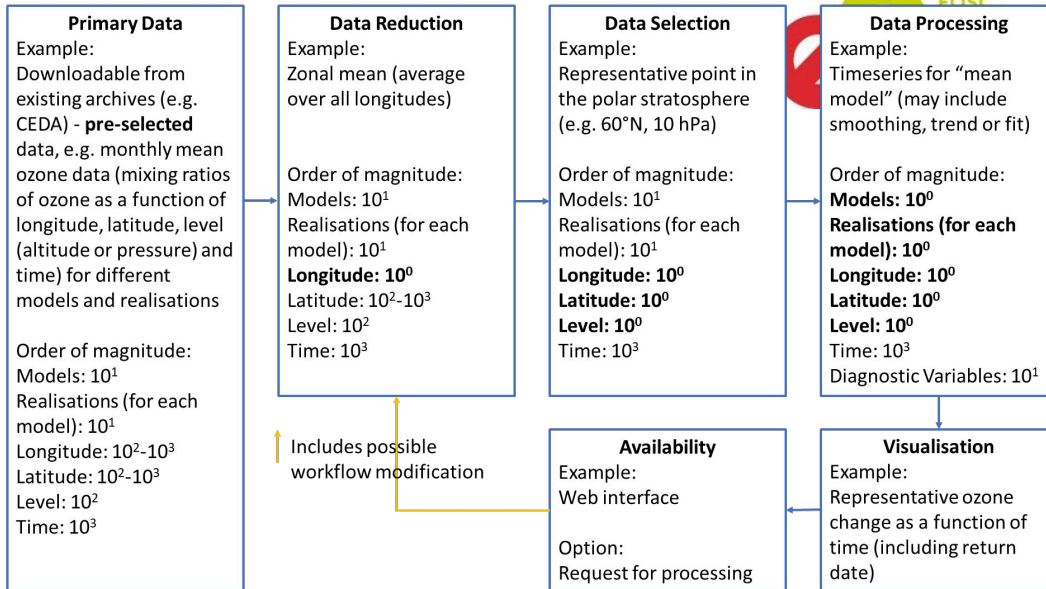 Primary Data
Example:
Downloadable from
existing archives (e.g.
CEDA) - pre-selected
data, e.g. monthly mean
ozone data (mixing ratios
of ozone as a function of
longitude, latitude, level
(altitude or pressure) and
time) for different
models and realisations
Order of magnitude:
Models: 10¹
Realisations (for each
model): 10¹
Longitude: 10²-10³
Latitude: 10²-10³
Level: 10²
Time: 10³
Data Reduction
Example:
Zonal mean (average
over all longitudes)
Order of magnitude:
Models: 10¹
Realisations (for each
model): 10¹
Longitude: 10⁰
Latitude: 10²-10³
Level: 10²
Time: 10³
Data Selection
Example:
Representative point in
the polar stratosphere
(e.g. 60°N, 10 hPa)
Order of magnitude:
Models: 10¹
Realisations (for each
model): 10¹
Longitude: 10⁰
Latitude: 10⁰
Level: 10⁰
Time: 10³
Data Processing
Example:
Timeseries for “mean
model” (may include
smoothing, trend or fit)
Order of magnitude:
Models: 10⁰
Realisations (for each
model): 10⁰
Longitude: 10⁰
Latitude: 10⁰
Level: 10⁰
Time: 10³
Diagnostic Variables: 10¹
Visualisation
Example:
Representative ozone
change as a function of
time (including return
date)
Availability
Example:
Web interface
Option:
Request for processing
Includes possible
workflow modification